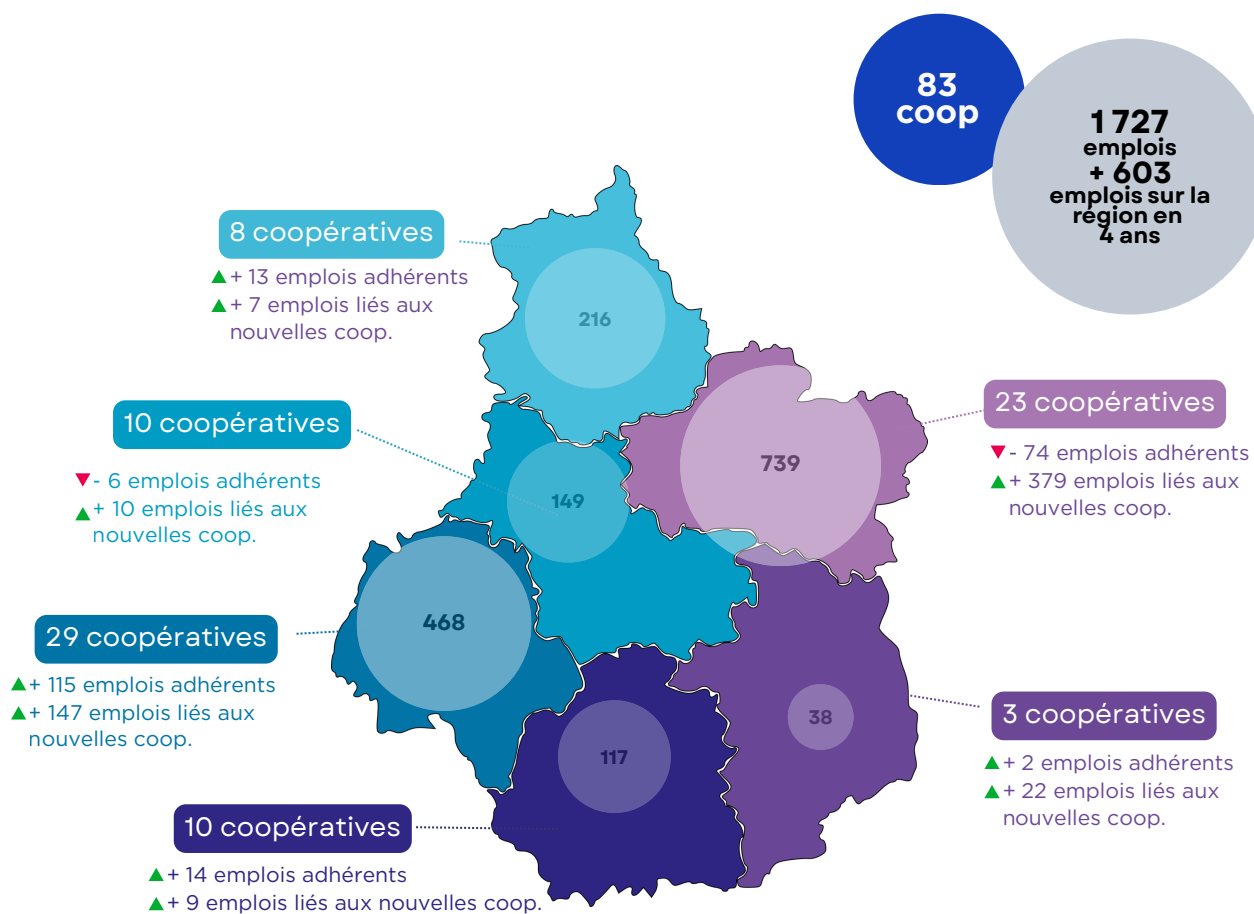 83
coop
1 727
emplois
+ 603
emplois sur la
région en
4 ans
8 coopératives
+ 13 emplois adhérents
+ 7 emplois liés aux
nouvelles coop.
216
10 coopératives
- 6 emplois adhérents
+ 10 emplois liés aux
nouvelles coop.
149
23 coopératives
- 74 emplois adhérents
+ 379 emplois liés aux
nouvelles coop.
739
29 coopératives
+ 115 emplois adhérents
+ 147 emplois liés aux
nouvelles coop.
468
3 coopératives
+ 2 emplois adhérents
+ 22 emplois liés aux
nouvelles coop.
38
10 coopératives
+ 14 emplois adhérents
+ 9 emplois liés aux nouvelles coop.
117